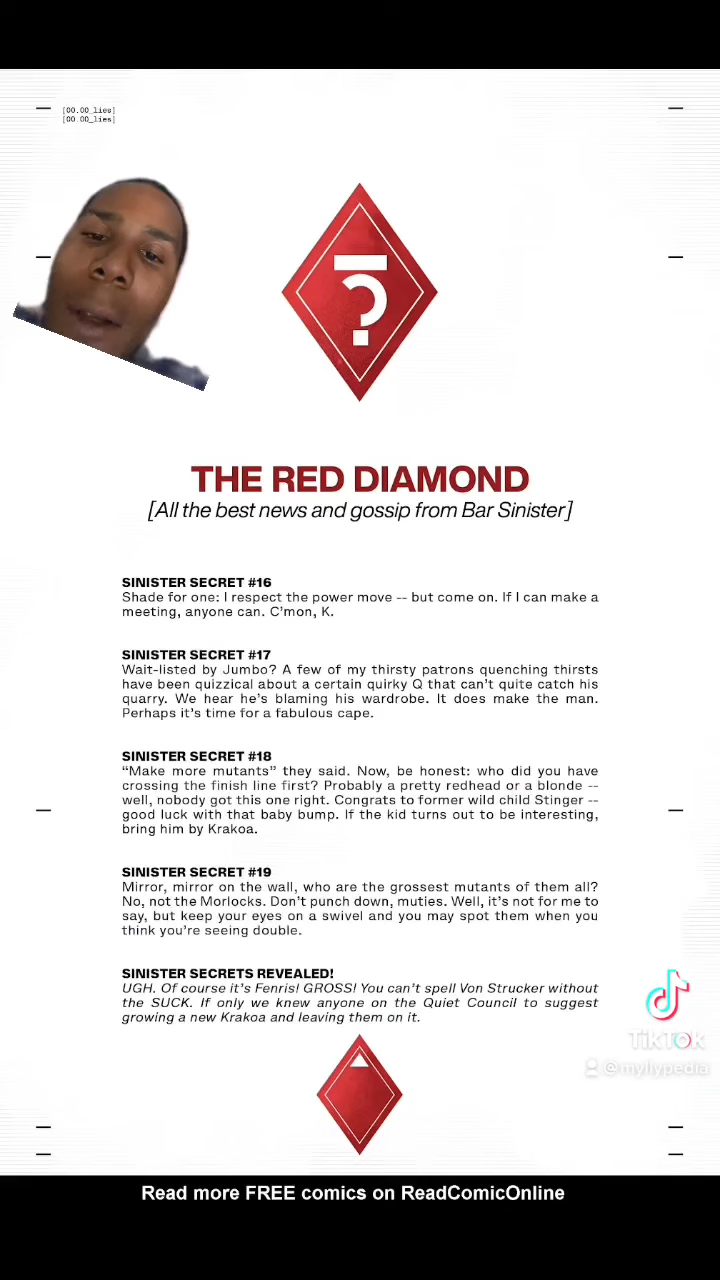 [00.00_lies]
[00.00_lies]
?
THE RED DIAMOND
[All the best news and gossip from Bar Sinister]
SINISTER SECRET #16
Shade for one: I respect the power move -- but come on. If I can make a
meeting, anyone can. C'mon, K.
SINISTER SECRET #17
Wait-listed by Jumbo? A few of my thirsty patrons quenching thirsts
have been quizzical about a certain quirky Q that can't quite catch his
quarry. We hear he's blaming his wardrobe. It does make the man.
Perhaps it's time for a fabulous cape.
SINISTER SECRET #18
“Make more mutants” they said. Now, be honest: who did you have
crossing the finish line first? Probably a pretty redhead or a blonde --
well, nobody got this one right. Congrats to former wild child Stinger --
good luck with that baby bump. If the kid turns out to be interesting,
bring him by Krakoa.
SINISTER SECRET #19
Mirror, mirror on the wall, who are the grossest mutants of them all?
No, not the Morlocks. Don't punch down, muties. Well, it's not for me to
say, but keep your eyes on a swivel and you may spot them when you
think you're seeing double.
SINISTER SECRETS REVEALED!
UGH. Of course it's Fenris! GROSS! You can't spell Von Strucker without
the SUCK. If only we knew anyone on the Quiet Council to suggest
growing a new Krakoa and leaving them on it.
TikTok
@myllypedia
Read more FREE comics on ReadComicOnline